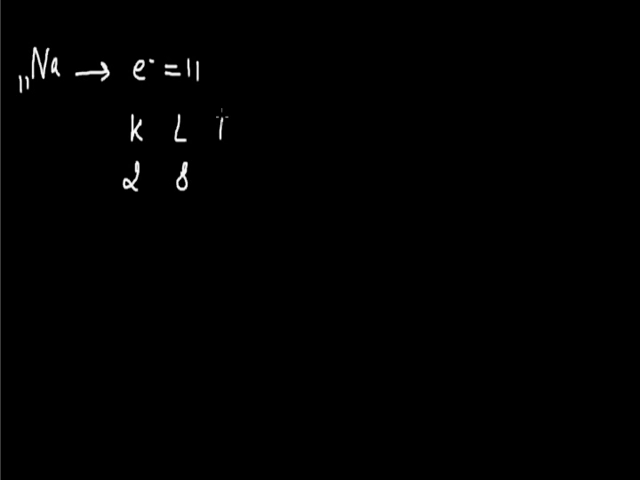 ₁₁Na → e⁻ = 11
K L
2 8